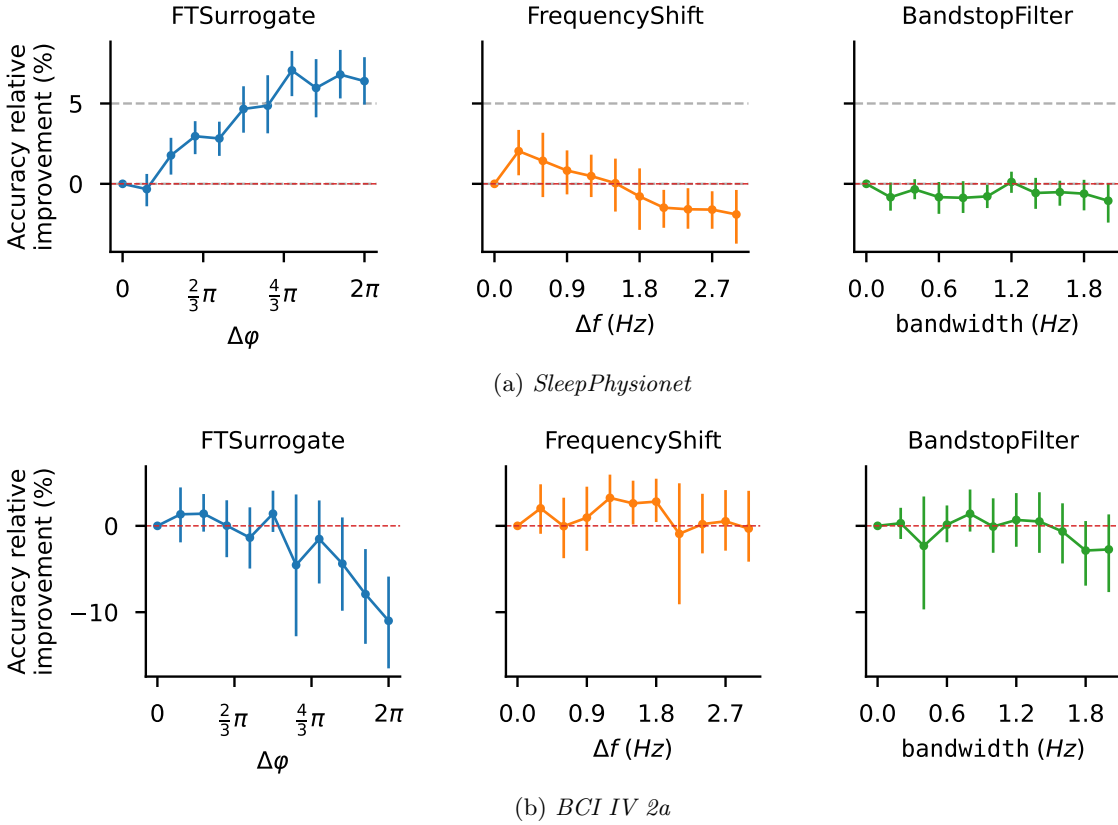 FTSurrogate FrequencyShift BandstopFilter
Accuracy relative
improvement (%)
5
0
0 2/3π 4/3π 2π
0.0 0.9 1.8 2.7
0.0 0.6 1.2 1.8
Δφ
Δf (Hz)
bandwidth (Hz)
(a) SleepPhysionet
FTSurrogate FrequencyShift BandstopFilter
Accuracy relative
improvement (%)
0
−10
0 2/3π 4/3π 2π
0.0 0.9 1.8 2.7
0.0 0.6 1.2 1.8
Δφ
Δf (Hz)
bandwidth (Hz)
(b) BCI IV 2a